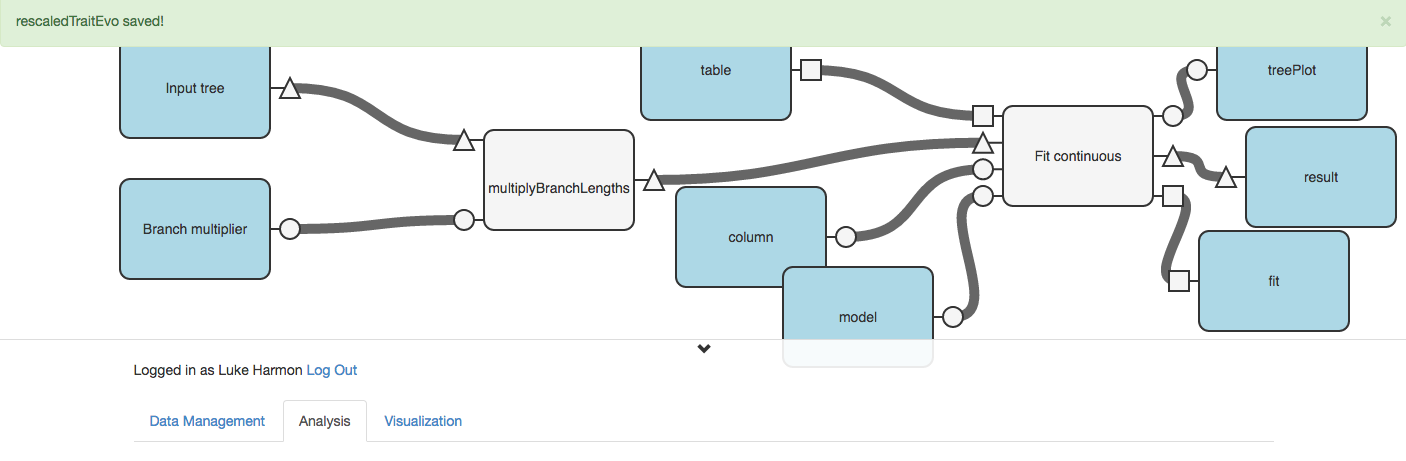 rescaledTraitEvo saved!
×
Input tree
table
treePlot
multiplyBranchLengths
Fit continuous
result
Branch multiplier
column
fit
model
Logged in as Luke Harmon Log Out
Data Management Analysis Visualization